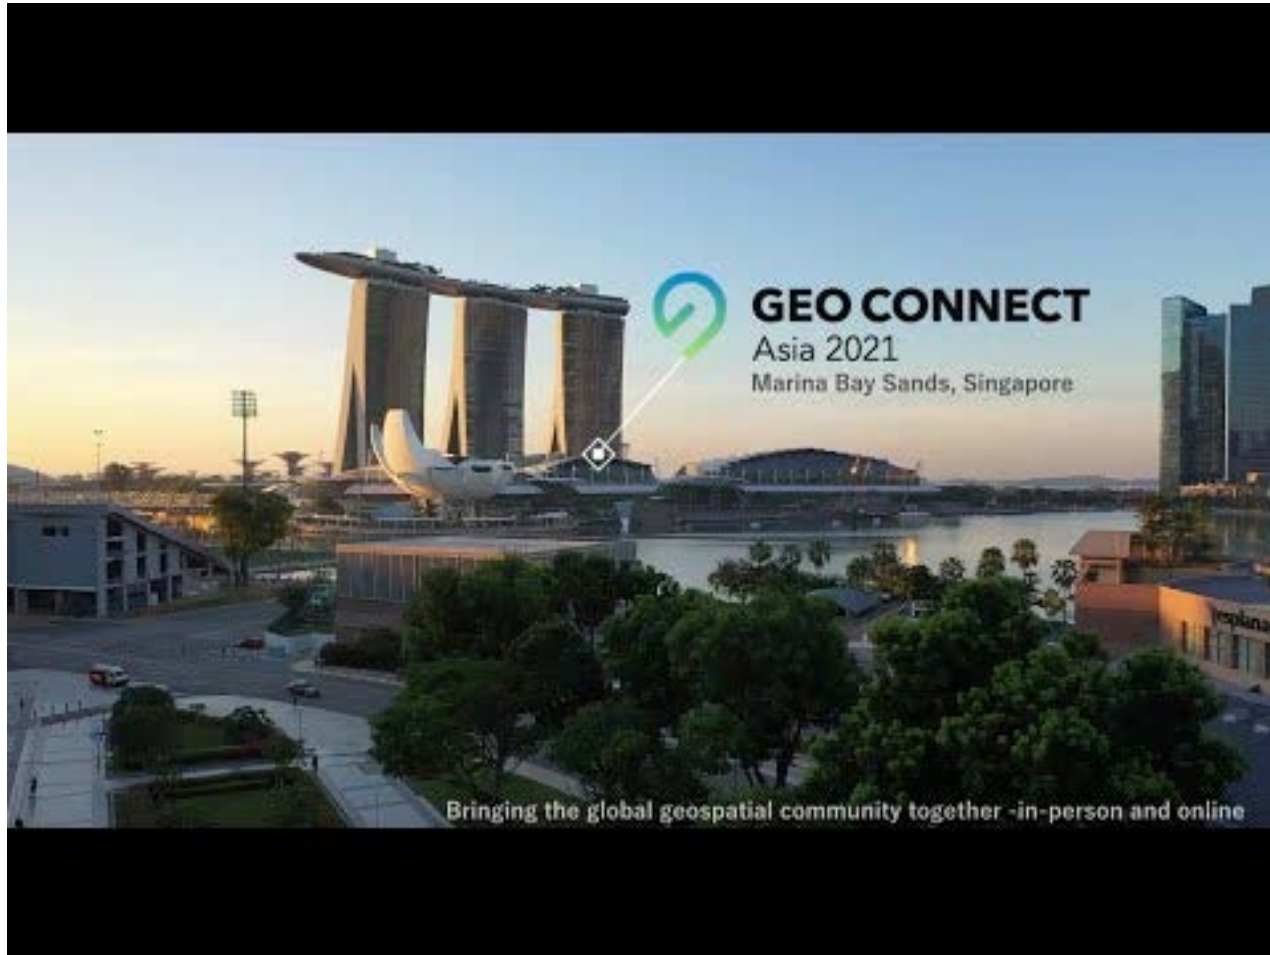 GEO CONNECT
Asia 2021
Marina Bay Sands, Singapore
Bringing the global geospatial community together -in-person and online